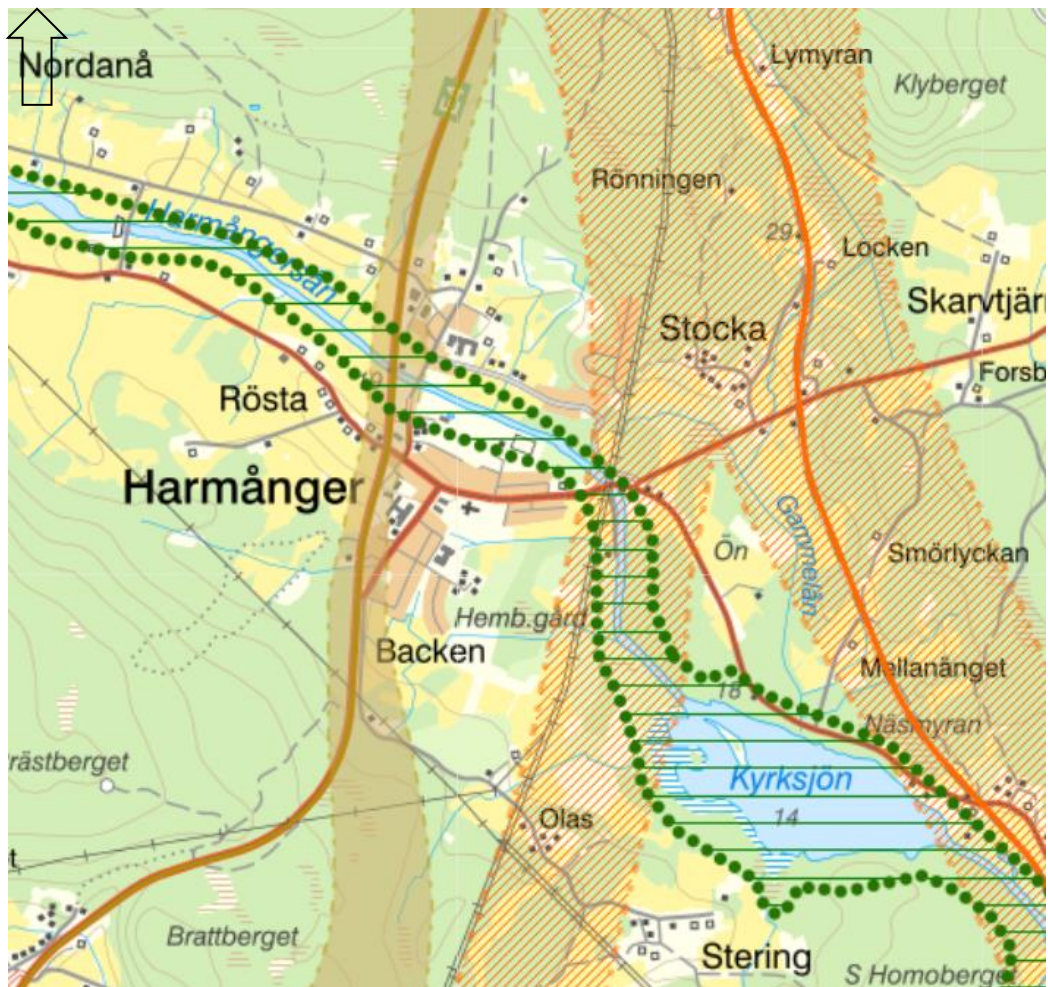 Nordanå
Lymyran
Klyberget
Rönningen
Harmångersån
29
Locken
Skarvtjärn
Stocka
Forsb
Rösta
Harmånger
Gammelån
Ön
Smörlyckan
Hemb.gård
Backen
Mellanänget
18
Näsmyran
rästberget
Kyrksjön
14
Olas
Brattberget
Stering
S Homoberget